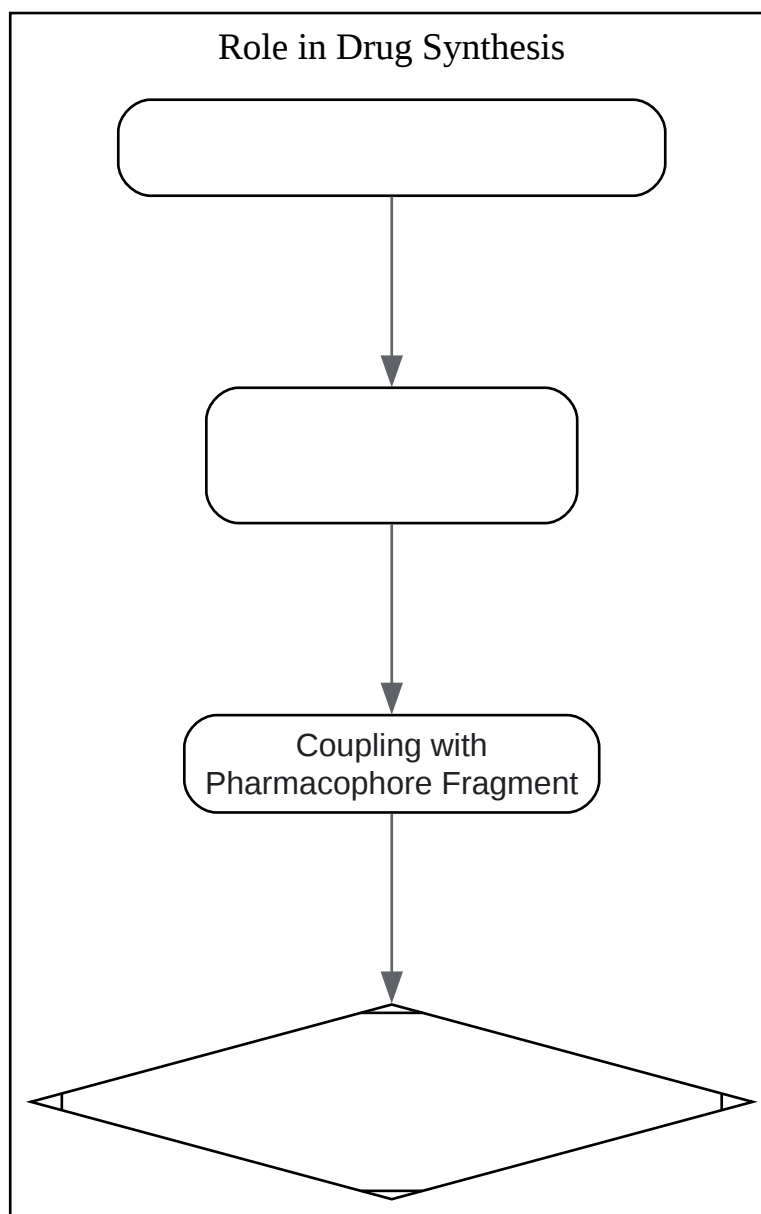 Role in Drug Synthesis
Coupling with
Pharmacophore Fragment